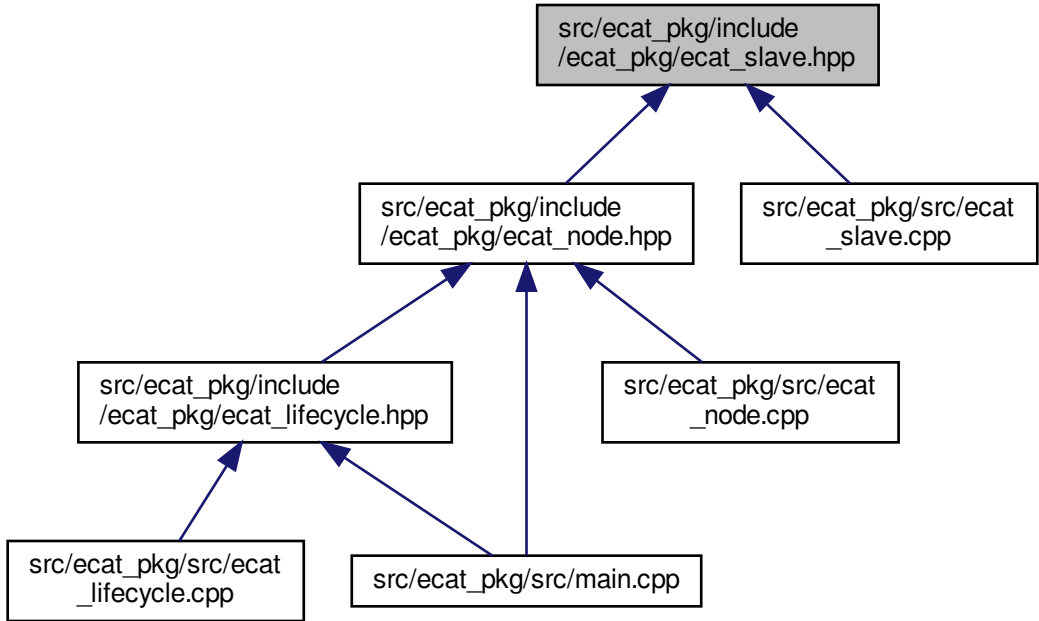 src/ecat_pkg/include
/ecat_pkg/ecat_slave.hpp
src/ecat_pkg/include
/ecat_pkg/ecat_node.hpp
src/ecat_pkg/src/ecat
_slave.cpp
src/ecat_pkg/include
/ecat_pkg/ecat_lifecycle.hpp
src/ecat_pkg/src/ecat
_node.cpp
src/ecat_pkg/src/ecat
_lifecycle.cpp
src/ecat_pkg/src/main.cpp